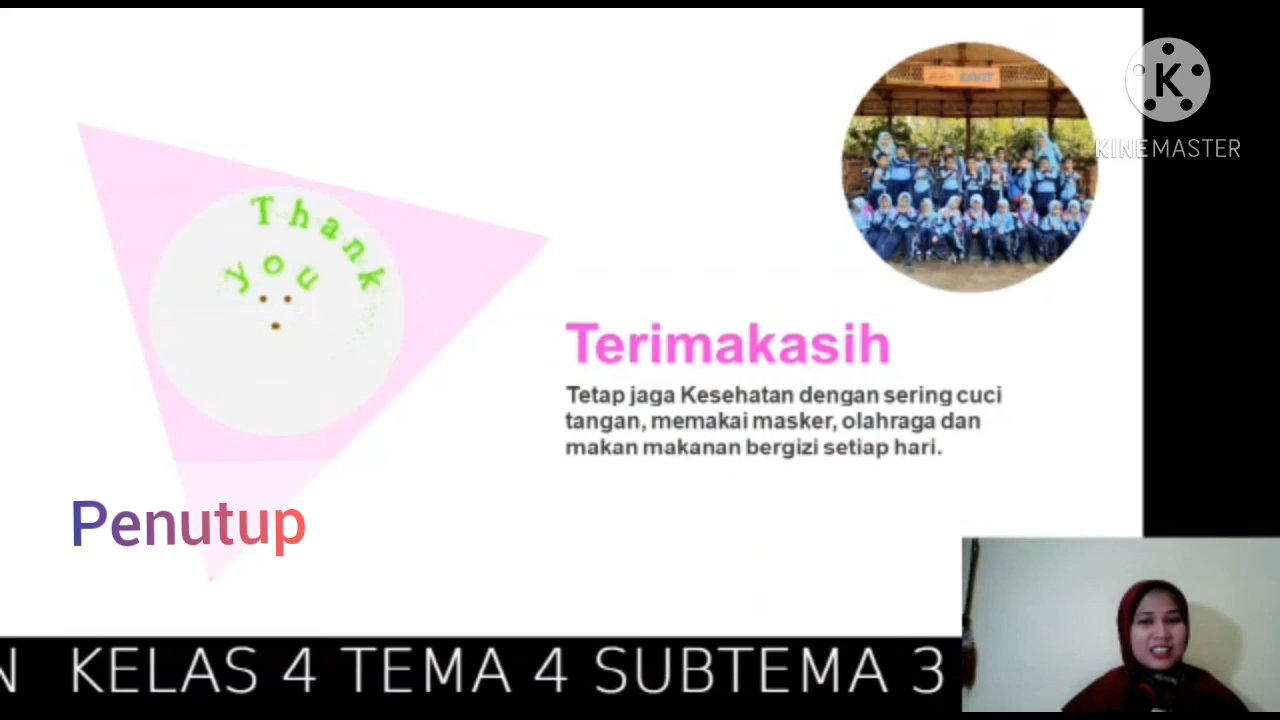 KINEMASTER
Thank
you
Terimakasih
Tetap jaga Kesehatan dengan sering cuci
tangan, memakai masker, olahraga dan
makan makanan bergizi setiap hari.
Penutup
N KELAS 4 TEMA 4 SUBTEMA 3